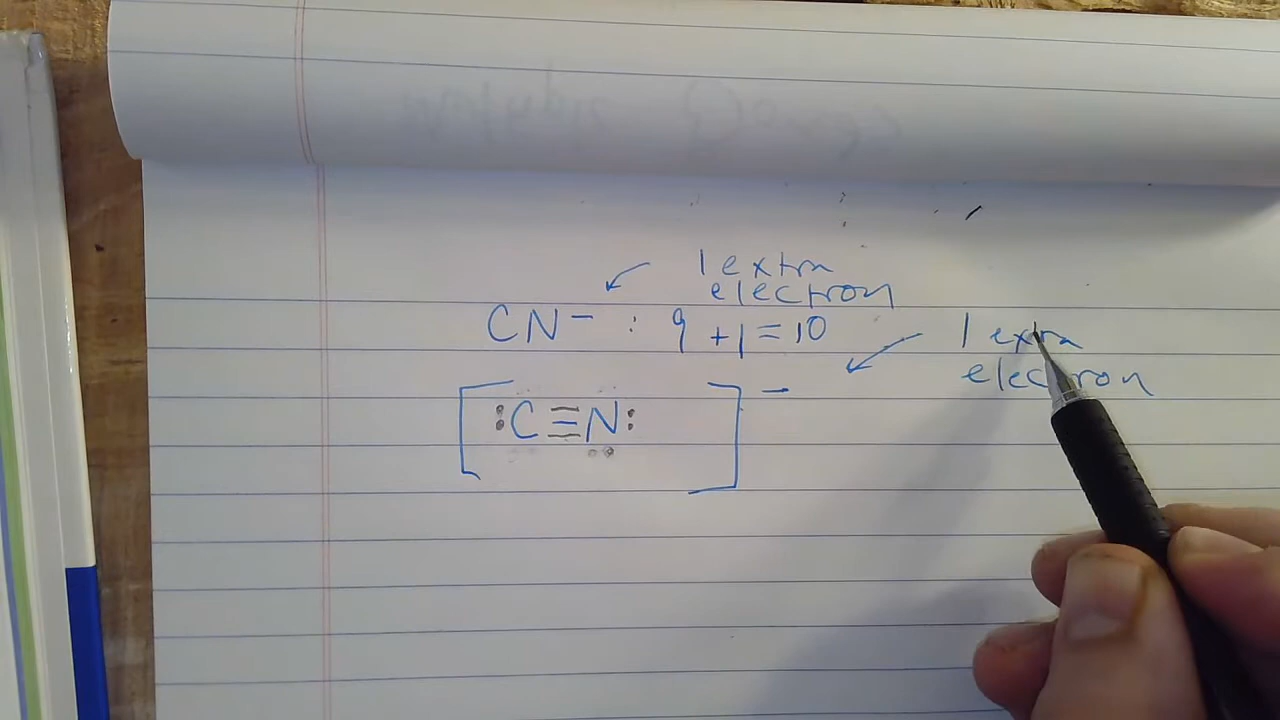 1 extra
electron
CN⁻ : 9 + 1 = 10
1 extra
electron
[:C≡N:]⁻